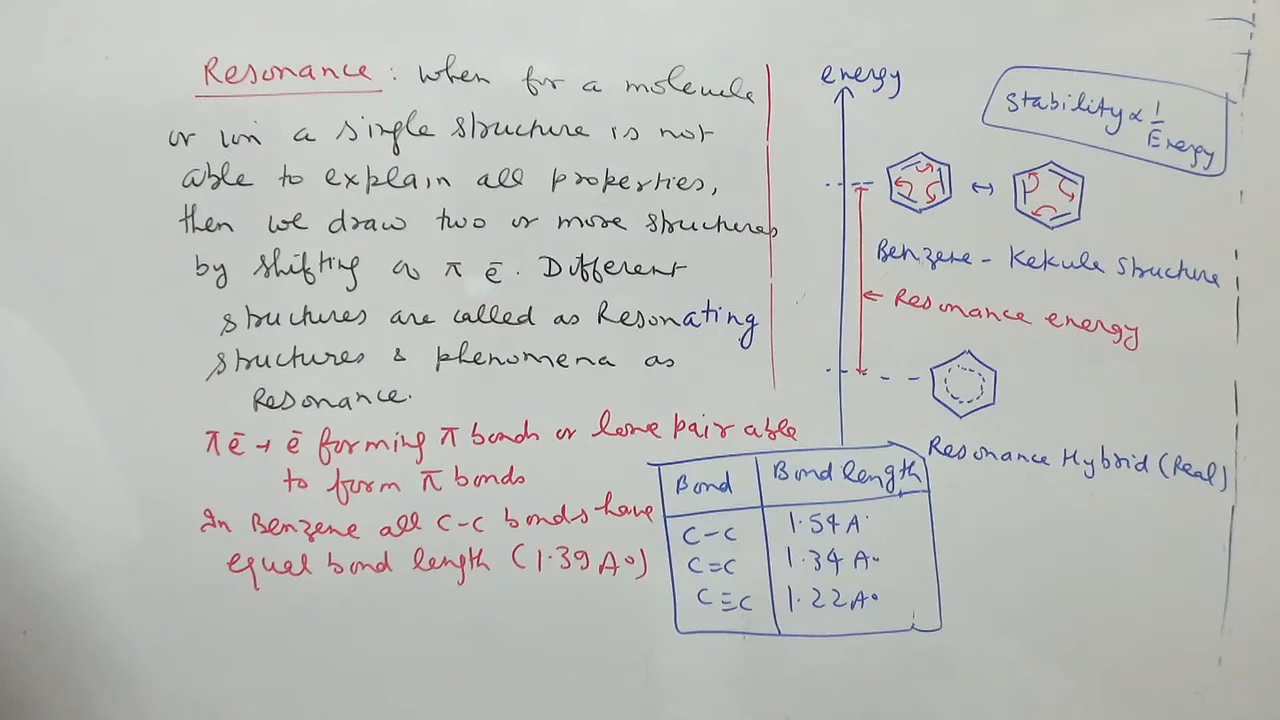 Resonance : when for a molecule
or ion a single structure is not
able to explain all properties,
then we draw two or more structures
by shifting of π ē. Different
structures are called as Resonating
structures & phenomena as
Resonance.
π ē → ē forming π bonds or lone pair able
to form π bonds
In Benzene all C-C bonds have
equal bond length (1.39 A°)
energy
Stability ∝ 1/Energy
↔
Benzene - Kekule Structure
← Resonance energy
Resonance Hybrid (Real)
Bond Bond length
C-C 1.54 A°
C=C 1.34 A°
C≡C 1.22 A°